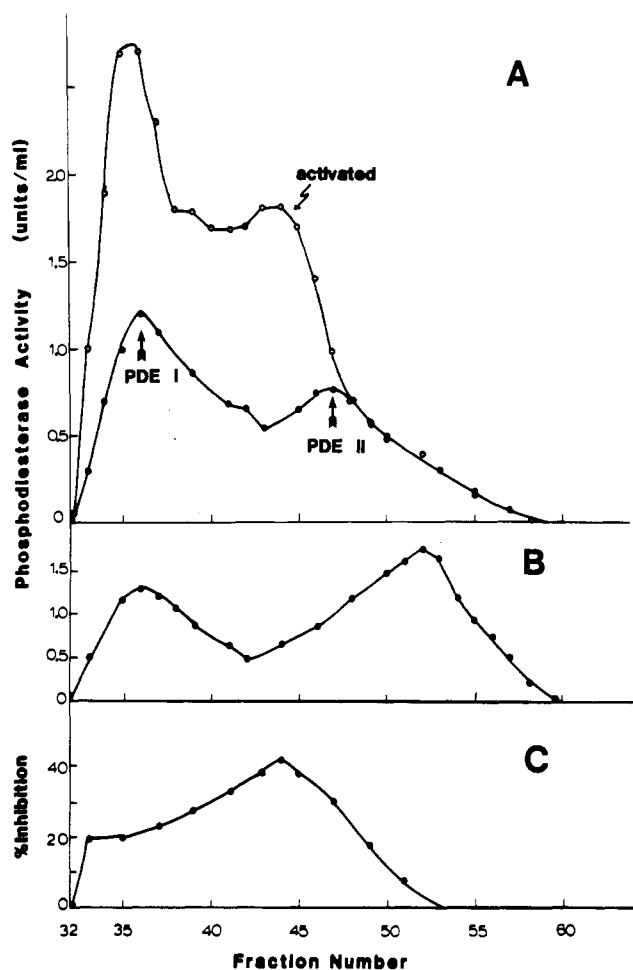 A
Phosphodiesterase Activity (units/ml)
2.0
1.5
1.0
0.5
0
activated
PDE I
PDE II
B
1.5
1.0
0.5
0
C
%Inhibition
40
20
0
32 35 40 45 50 55 60
Fraction Number